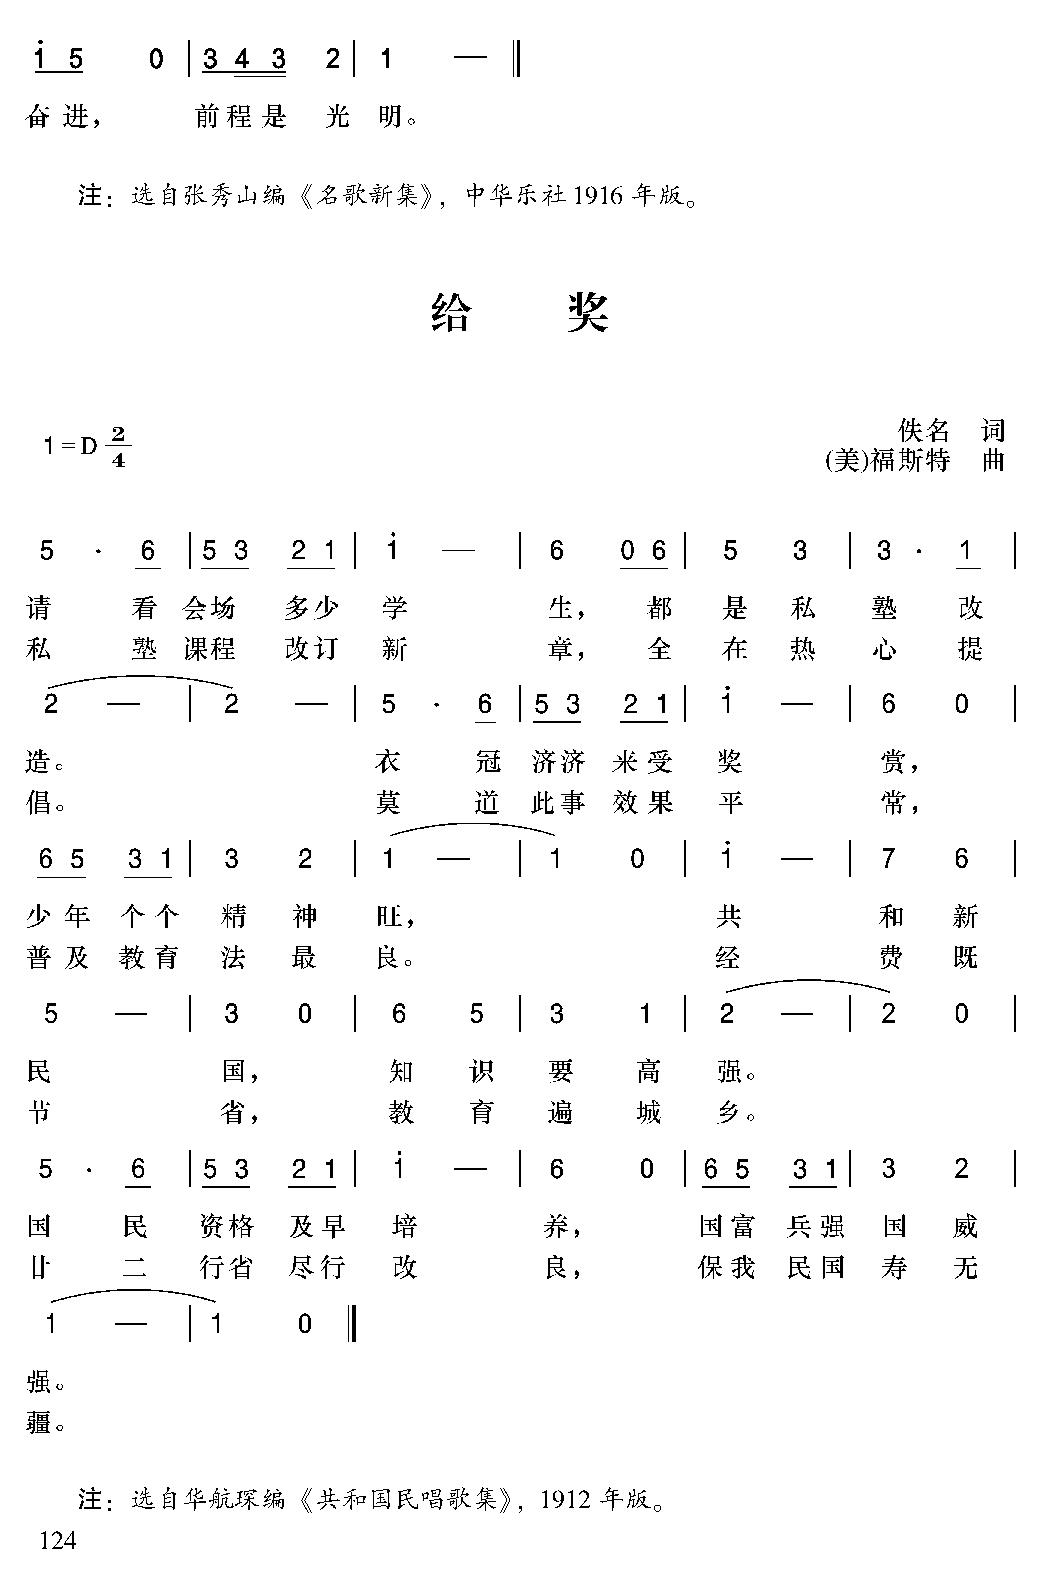 1̇ 5 0 | 3 4 3 2 | 1 — ‖
奋进， 前程是 光 明。
注：选自张秀山编《名歌新集》，中华乐社1916年版。
给 奖
佚名 词
1=D 2/4
(美)福斯特 曲
5 · 6 | 5 3 2 1 | 1̇ — | 6 0 6 | 5 3 | 3 · 1 |
请 看 会场 多少 学 生， 都 是 私 塾 改
私 塾 课程 改订 新 章， 全 在 热 心 提
2 — | 2 — | 5 · 6 | 5 3 2 1 | 1̇ — | 6 0 |
造。 衣 冠 济济 来受 奖 赏，
倡。 莫 道 此事 效果 平 常，
6 5 3 1 | 3 2 | 1 — | 1 0 | 1̇ — | 7 6 |
少年 个个 精 神 旺， 共 和 新
普及 教育 法 最 良。 经 费 既
5 — | 3 0 | 6 5 | 3 1 | 2 — | 2 0 |
民 国， 知 识 要 高 强。
节 省， 教 育 遍 城 乡。
5 · 6 | 5 3 2 1 | 1̇ — | 6 0 | 6 5 3 1 | 3 2 |
国 民 资格 及早 培 养， 国富 兵强 国 威
廿 二 行省 尽行 改 良， 保我 民国 寿 无
1 — | 1 0 ‖
强。
疆。
注：选自华航琛编《共和国民唱歌集》，1912年版。
124